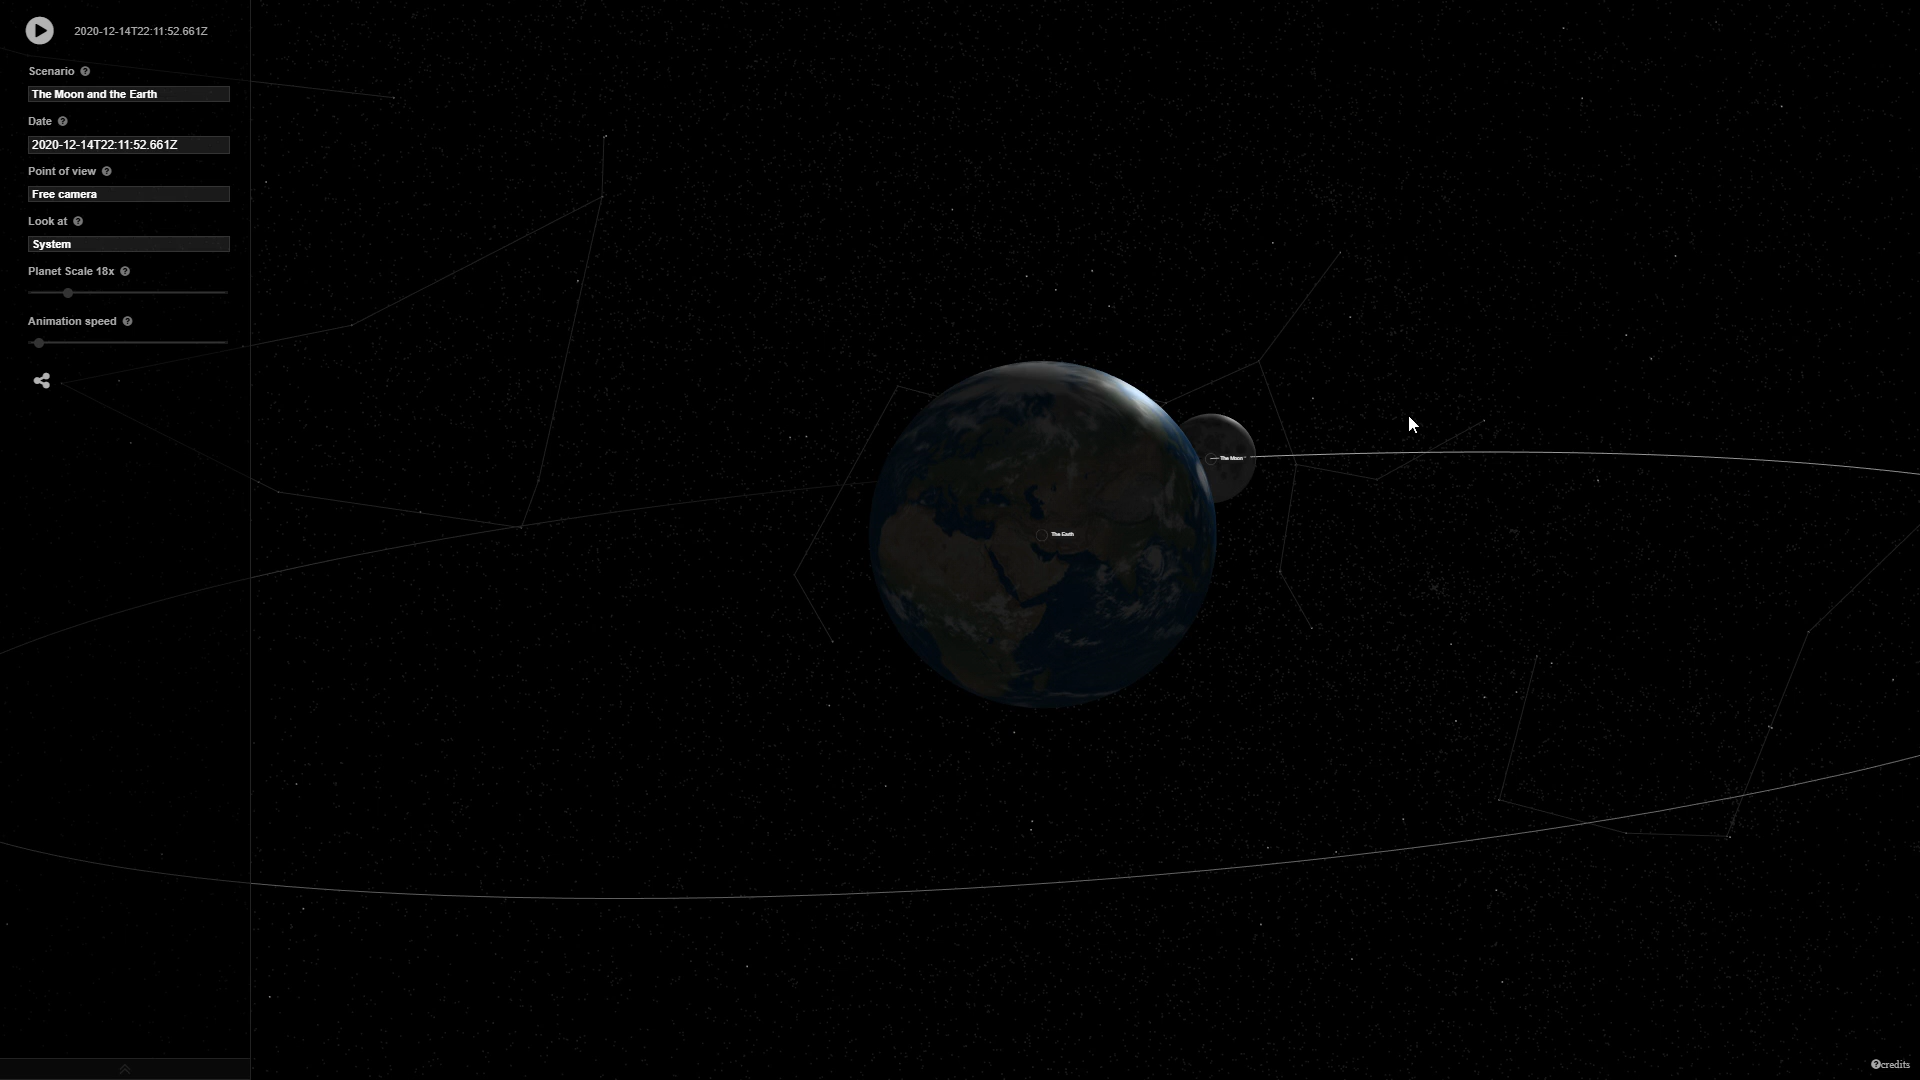 2020-12-14T22:11:52.661Z
Scenario
The Moon and the Earth
Date
2020-12-14T22:11:52.661Z
Point of view
Free camera
Look at
System
Planet Scale 18x
Animation speed
The Moon
The Earth
credits